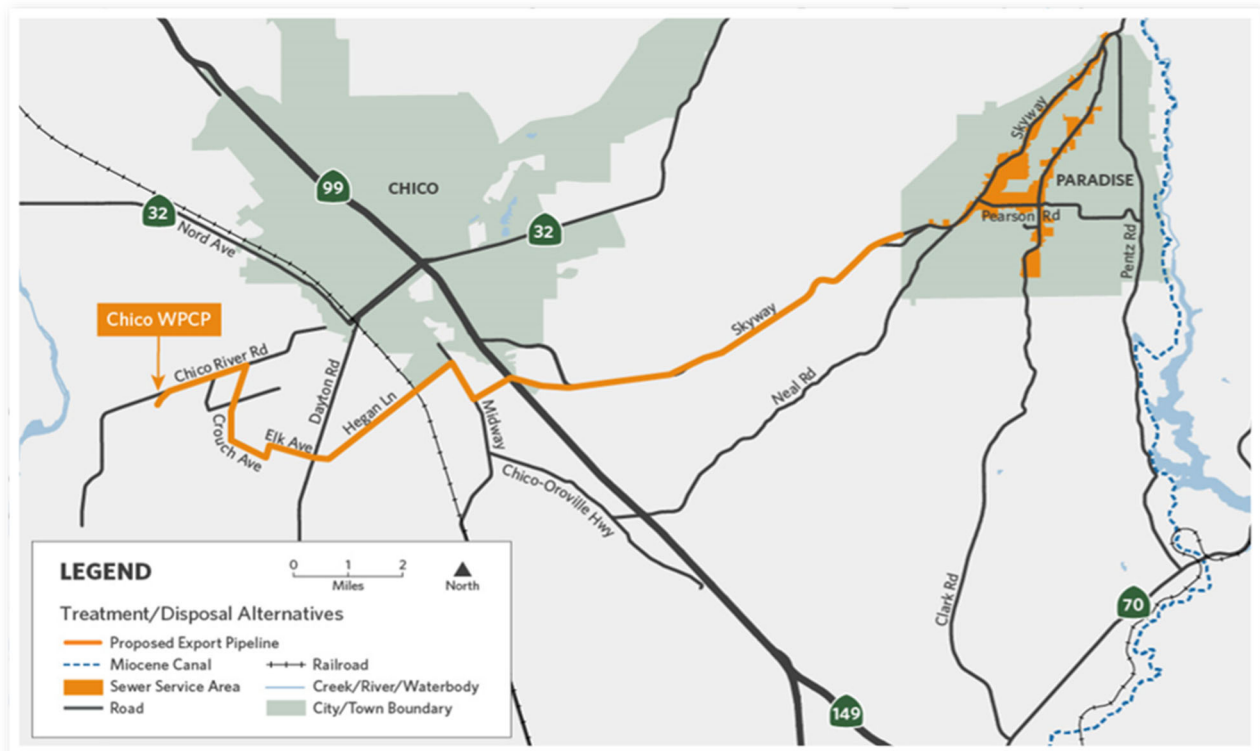 99
CHICO
32
Nord Ave
32
Skyway
PARADISE
Pearson Rd
Pentz Rd
Chico WPCP
Chico River Rd
Skyway
Dayton Rd
Hegan Ln
Neal Rd
Crouch Ave
Elk Ave
Midway
Chico-Oroville Hwy
Clark Rd
70
149
LEGEND
0 1 2
Miles
North
Treatment/Disposal Alternatives
Proposed Export Pipeline
Miocene Canal
Railroad
Sewer Service Area
Creek/River/Waterbody
Road
City/Town Boundary